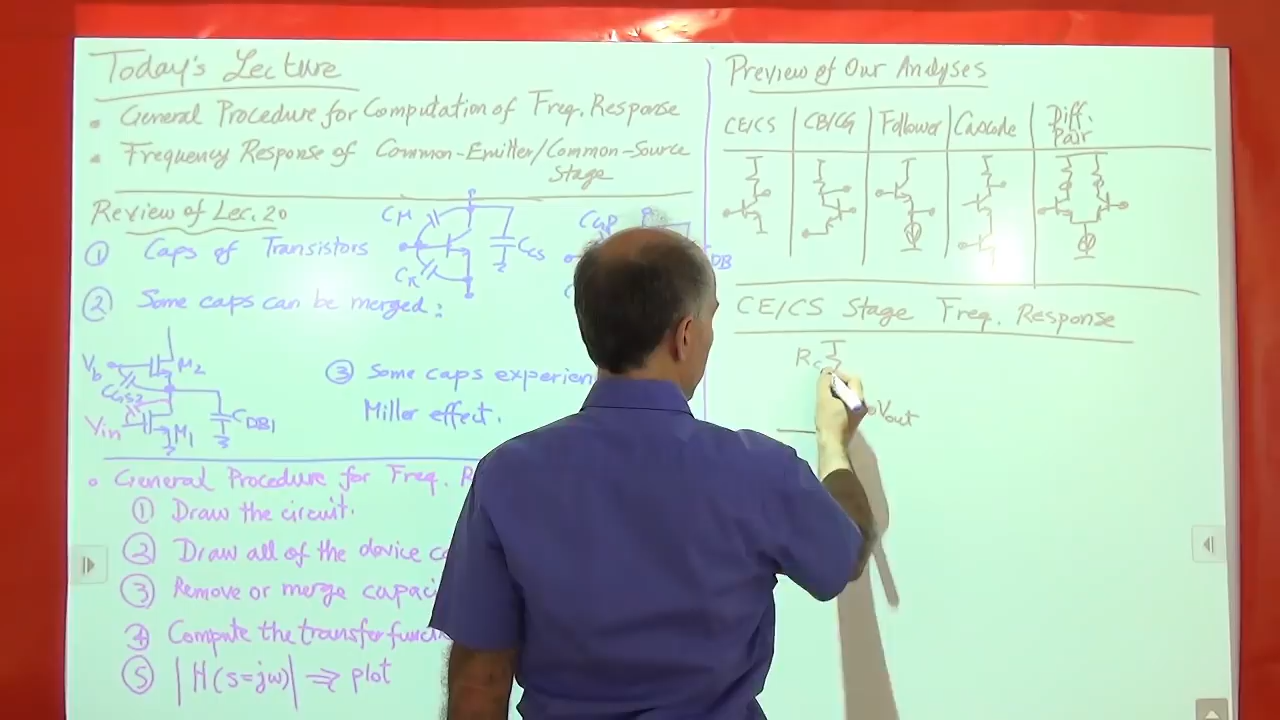 Today's Lecture
• General Procedure for Computation of Freq. Response
• Frequency Response of Common-Emitter/Common-Source Stage
Review of Lec. 20
① Caps of Transistors
Cμ
Cπ
CCS
CGD
DB
② Some caps can be merged:
Vb
M2
CGS2
Vin
M1
CDB1
③ Some caps
Miller effect.
• General Procedure for Freq. R
① Draw the circuit.
② Draw all of the device
③ Remove or merge
④ Compute the transfer
⑤ |H(s=jω)| ⇒ plot
Preview of Our Analyses
CE/CS CB/CG Follower Cascode Diff. Pair
CE/CS Stage Freq. Response
RC
Vout